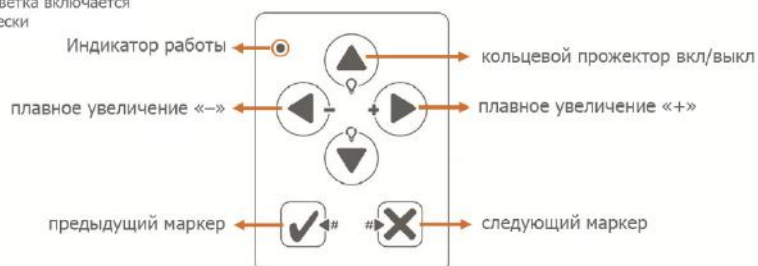 Индикатор работы
кольцевой прожектор вкл/выкл
плавное увеличение «–»
- +
плавное увеличение «+»
предыдущий маркер
# #
следующий маркер